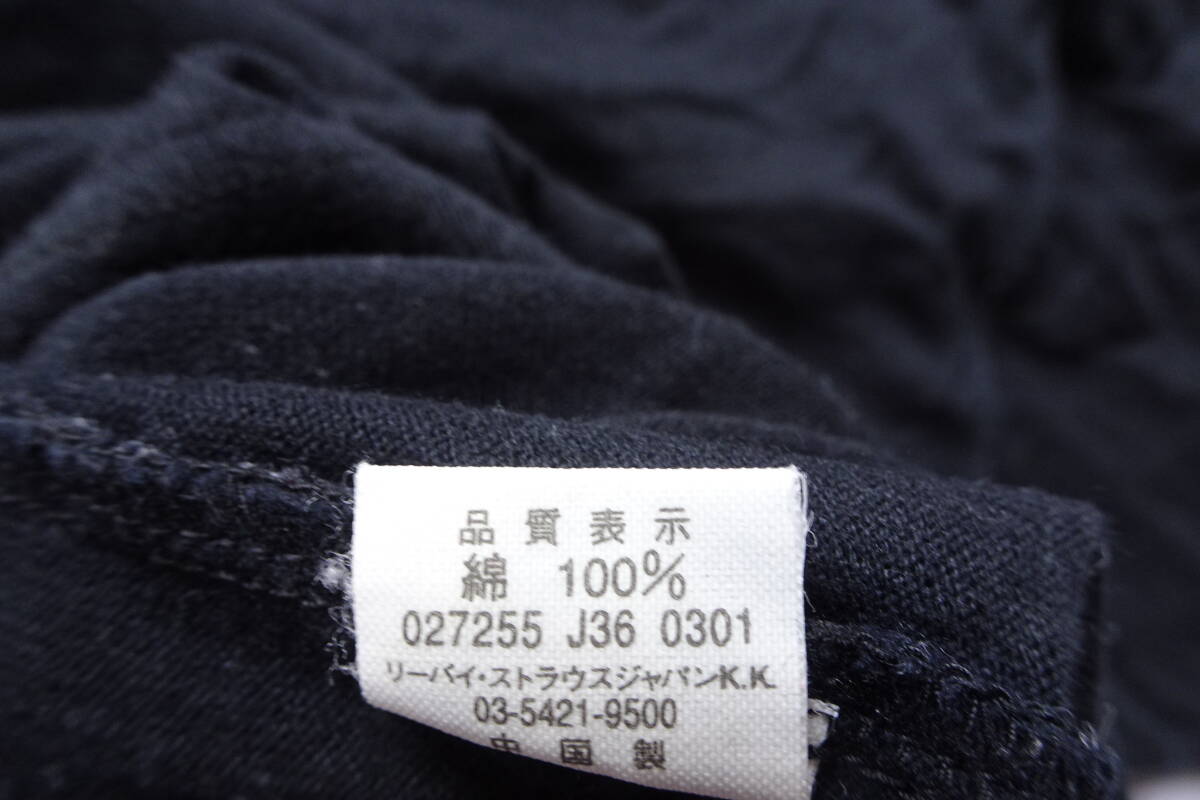 品質表示
綿 100%
027255 J36 0301
リーバイ・ストラウスジャパンK.K.
03-5421-9500
中国製